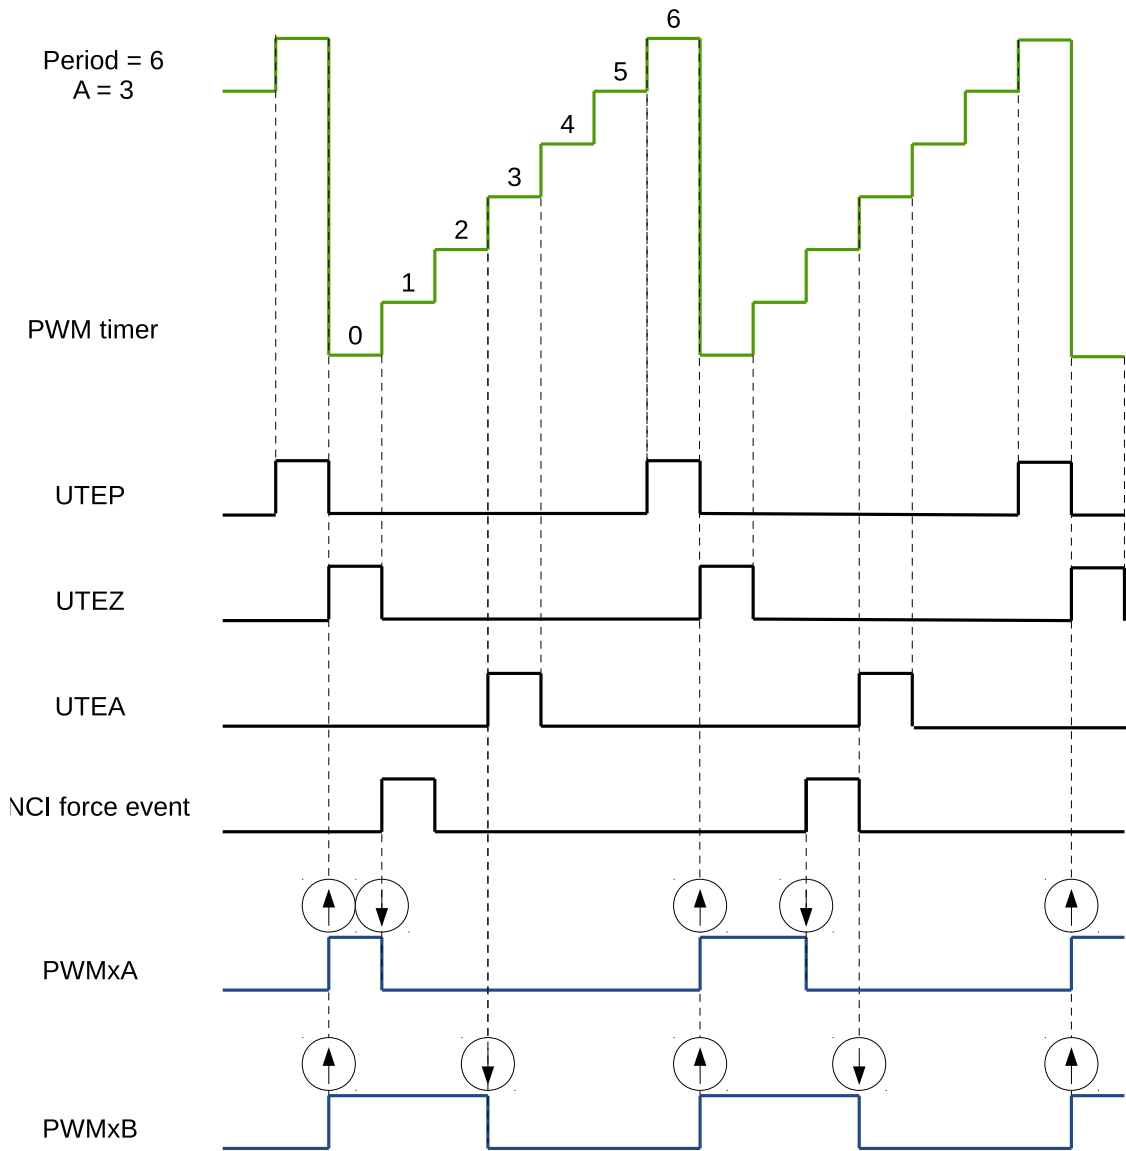 6
Period = 6
A = 3
5
4
3
2
1
0
PWM timer
UTEP
UTEZ
UTEA
NCI force event
PWMxA
PWMxB